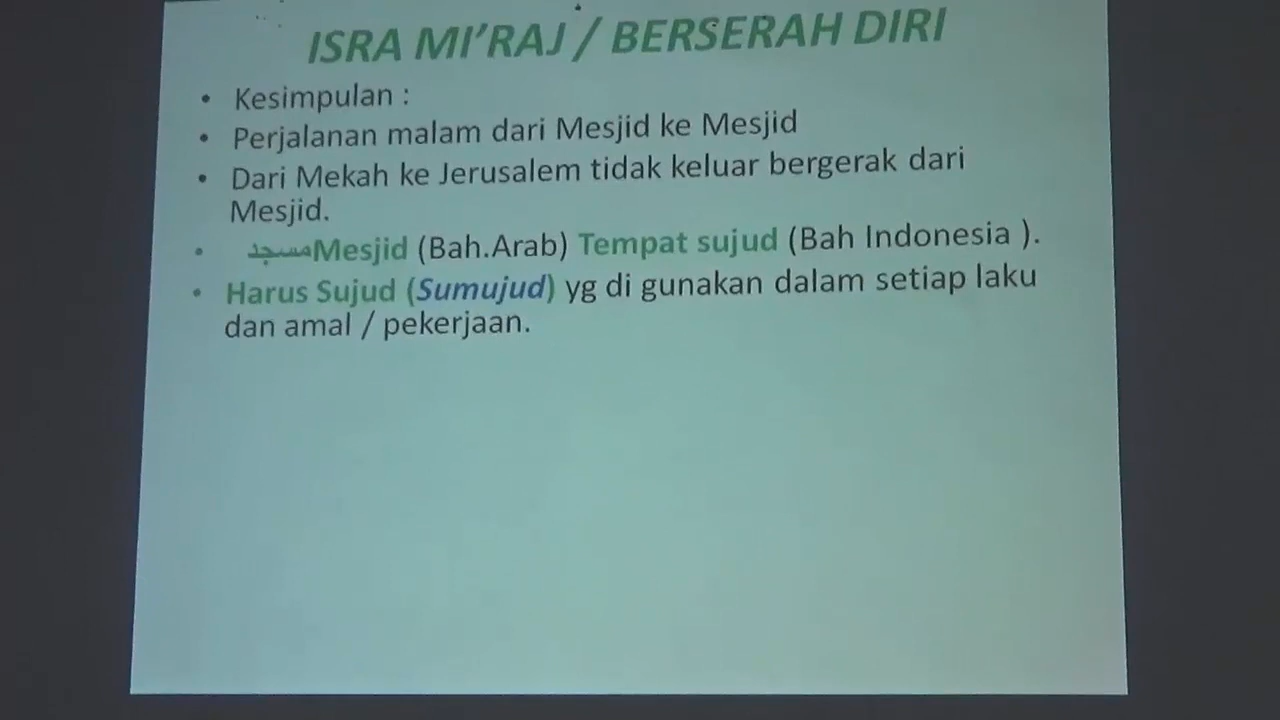 ISRA MI'RAJ / BERSERAH DIRI
• Kesimpulan :
• Perjalanan malam dari Mesjid ke Mesjid
• Dari Mekah ke Jerusalem tidak keluar bergerak dari
Mesjid.
• مسجدMesjid (Bah.Arab) Tempat sujud (Bah Indonesia ).
• Harus Sujud (Sumujud) yg di gunakan dalam setiap laku
dan amal / pekerjaan.